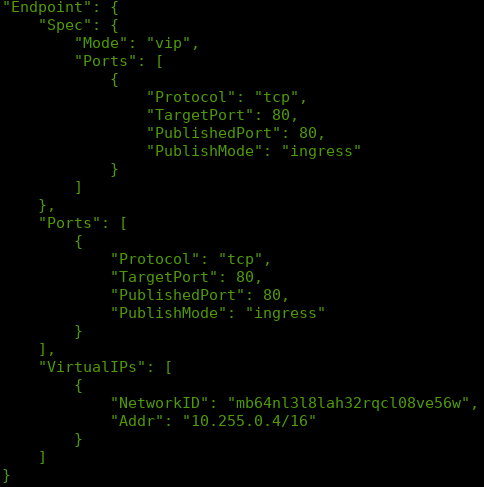 "Endpoint": {
    "Spec": {
        "Mode": "vip",
        "Ports": [
            {
                "Protocol": "tcp",
                "TargetPort": 80,
                "PublishedPort": 80,
                "PublishMode": "ingress"
            }
        ]
    },
    "Ports": [
        {
            "Protocol": "tcp",
            "TargetPort": 80,
            "PublishedPort": 80,
            "PublishMode": "ingress"
        }
    ],
    "VirtualIPs": [
        {
            "NetworkID": "mb64nl3l8lah32rqcl08ve56w",
            "Addr": "10.255.0.4/16"
        }
    ]
}